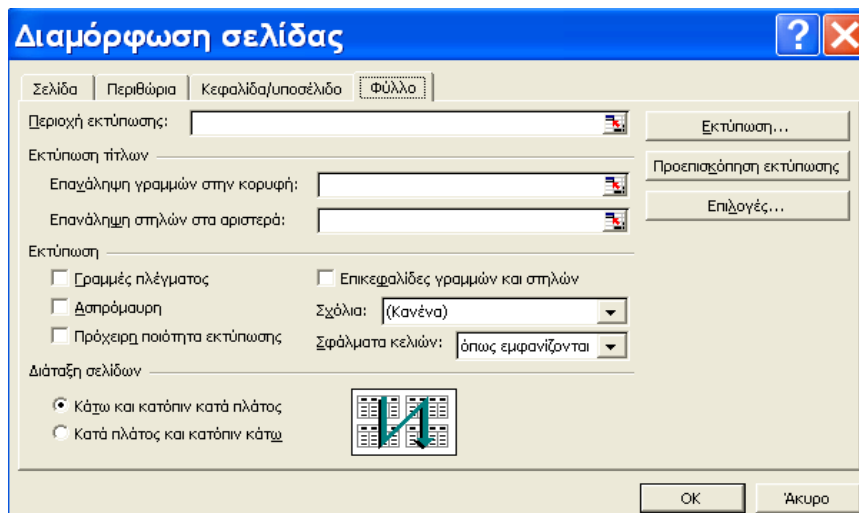 Διαμόρφωση σελίδας
Σελίδα Περιθώρια Κεφαλίδα/υποσέλιδο Φύλλο
Περιοχή εκτύπωσης:
Εκτύπωση...
Εκτύπωση τίτλων
Προεπισκόπηση εκτύπωσης
Επανάληψη γραμμών στην κορυφή:
Επιλογές...
Επανάληψη στηλών στα αριστερά:
Εκτύπωση
Γραμμές πλέγματος
Επικεφαλίδες γραμμών και στηλών
Ασπρόμαυρη
Σχόλια: (Κανένα)
Πρόχειρη ποιότητα εκτύπωσης
Σφάλματα κελιών: όπως εμφανίζονται
Διάταξη σελίδων
Κάτω και κατόπιν κατά πλάτος
Κατά πλάτος και κατόπιν κάτω
OK Άκυρο